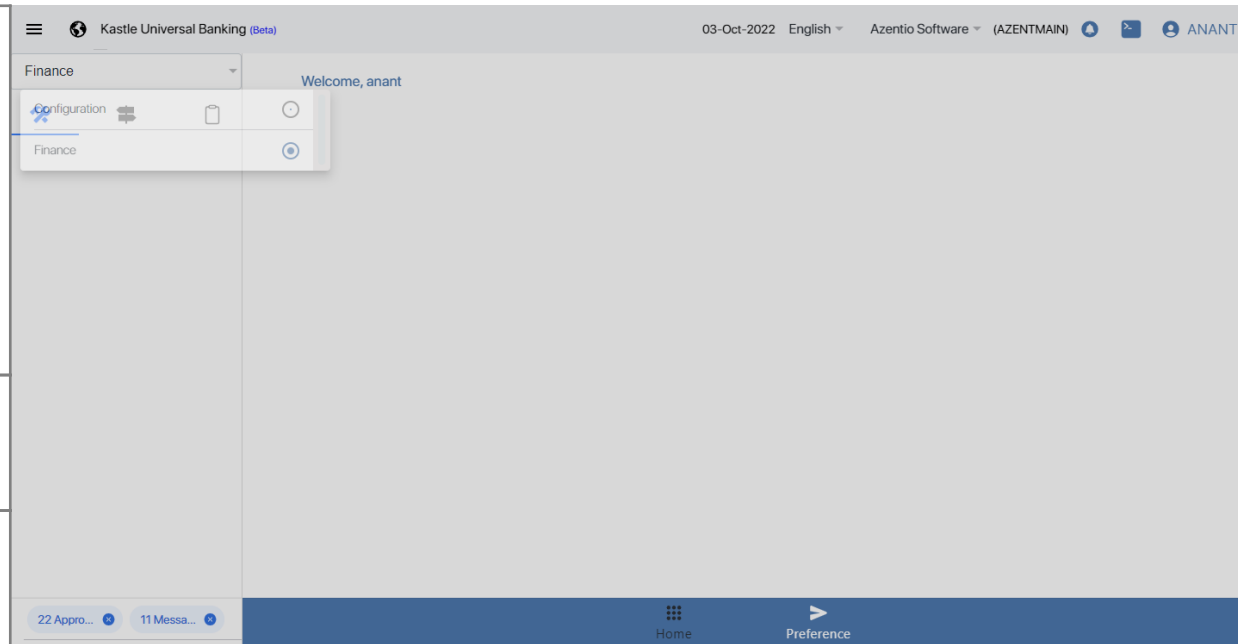 Kastle Universal Banking (Beta)
03-Oct-2022 English Azentio Software (AZENTMAIN) ANANT
Finance
Welcome, anant
Configuration
Finance
22 Appro... 11 Messa...
Home Preference